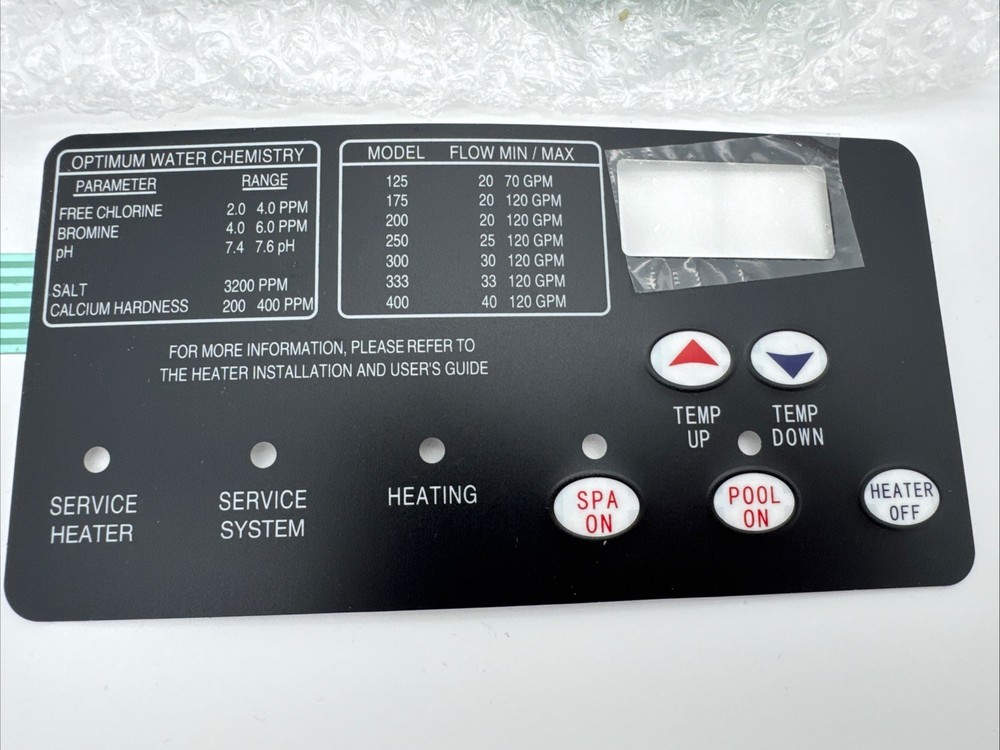 OPTIMUM WATER CHEMISTRY
PARAMETER RANGE
FREE CHLORINE 2.0 4.0 PPM
BROMINE 4.0 6.0 PPM
pH 7.4 7.6 pH
SALT 3200 PPM
CALCIUM HARDNESS 200 400 PPM
MODEL FLOW MIN / MAX
125 20 70 GPM
175 20 120 GPM
200 20 120 GPM
250 25 120 GPM
300 30 120 GPM
333 33 120 GPM
400 40 120 GPM
FOR MORE INFORMATION, PLEASE REFER TO
THE HEATER INSTALLATION AND USER'S GUIDE
TEMP
UP
TEMP
DOWN
SERVICE
HEATER
SERVICE
SYSTEM
HEATING
SPA
ON
POOL
ON
HEATER
OFF